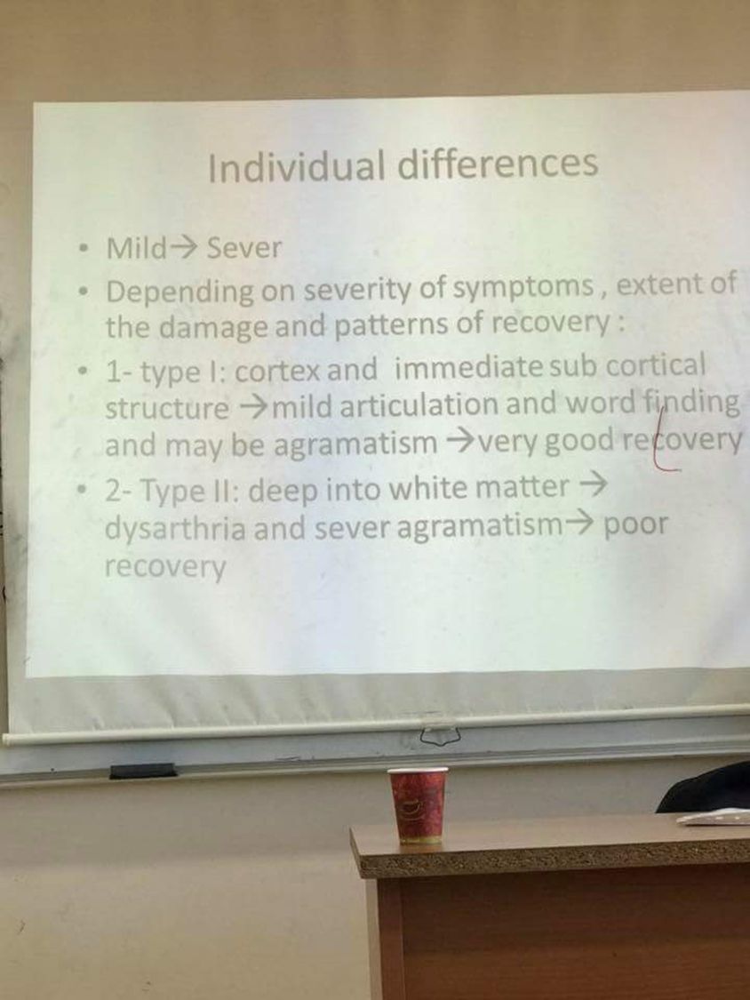 Individual differences
• Mild→ Sever
• Depending on severity of symptoms , extent of
the damage and patterns of recovery :
• 1- type I: cortex and immediate sub cortical
structure →mild articulation and word finding
and may be agramatism →very good recovery
• 2- Type II: deep into white matter →
dysarthria and sever agramatism→ poor
recovery